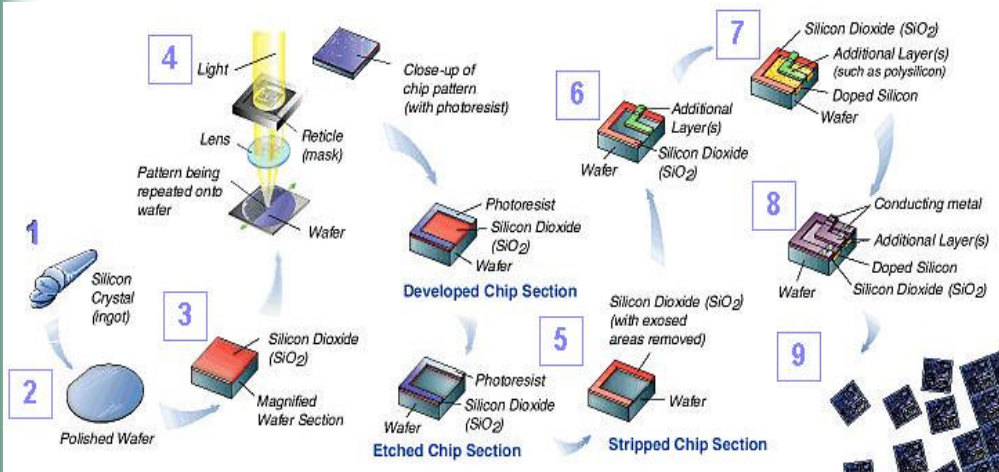 1
Silicon
Crystal
(ingot)
2
Polished Wafer
3
Silicon Dioxide
(SiO2)
Magnified
Wafer Section
4
Light
Reticle
(mask)
Lens
Pattern being
repeated onto
wafer
Wafer
Close-up of
chip pattern
(with photoresist)
Photoresist
Silicon Dioxide
(SiO2)
Wafer
Developed Chip Section
Photoresist
Silicon Dioxide
(SiO2)
Wafer
Etched Chip Section
5
Silicon Dioxide (SiO2)
(with exposed
areas removed)
Wafer
Stripped Chip Section
6
Additional
Layer(s)
Silicon Dioxide
(SiO2)
Wafer
7
Silicon Dioxide (SiO2)
Additional Layer(s)
(such as polysilicon)
Doped Silicon
Wafer
8
Conducting metal
Additional Layer(s)
Doped Silicon
Silicon Dioxide (SiO2)
Wafer
9